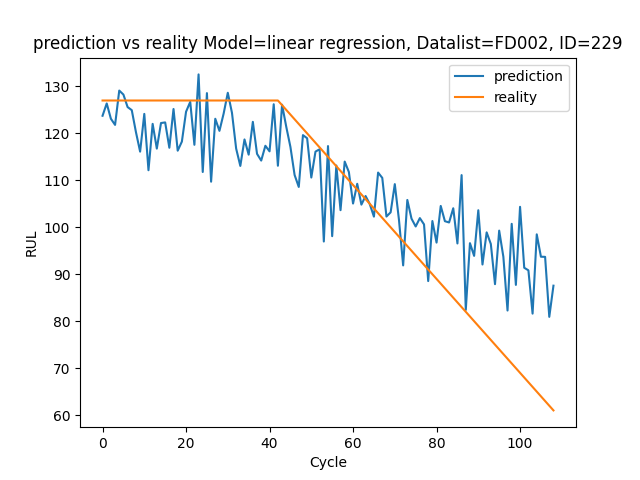 prediction vs reality Model=linear regression, Datalist=FD002, ID=229
prediction
reality
130
120
110
100
90
80
70
60
RUL
0 20 40 60 80 100
Cycle